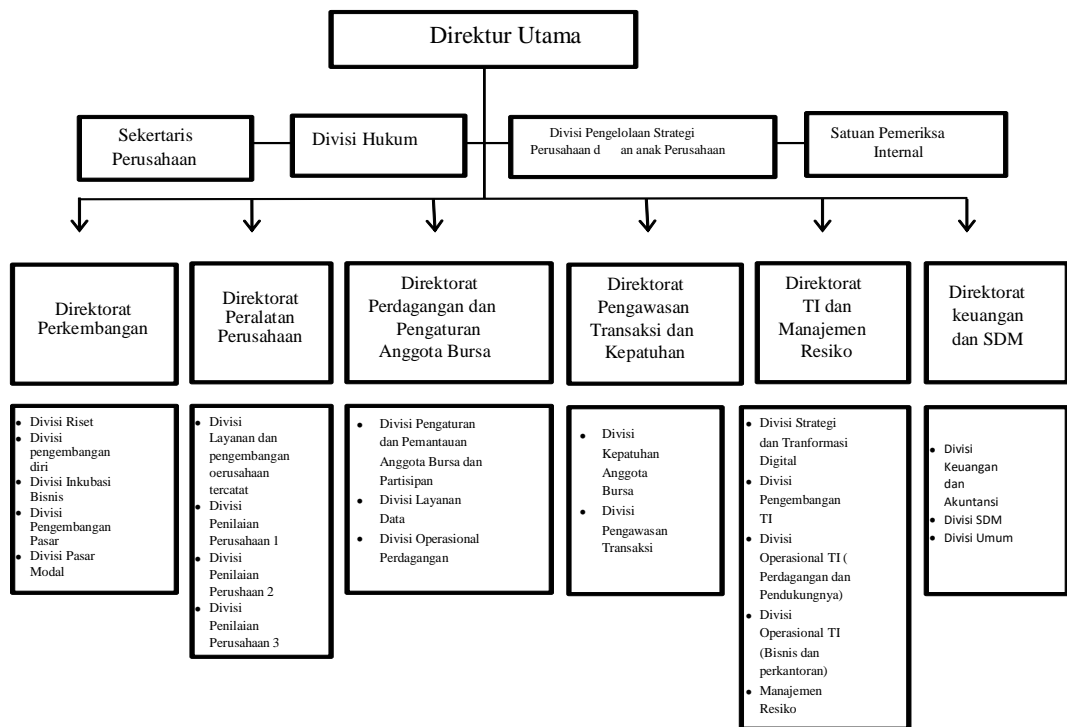 Direktur Utama
Sekertaris
Perusahaan
Divisi Hukum
Divisi Pengelolaan Strategi
Perusahaan d an anak Perusahaan
Satuan Pemeriksa
Internal
Direktorat
Perkembangan
Direktorat
Peralatan
Perusahaan
Direktorat
Perdagangan dan
Pengaturan
Anggota Bursa
Direktorat
Pengawasan
Transaksi dan
Kepatuhan
Direktorat
TI dan
Manajemen
Resiko
Direktorat
keuangan
dan SDM
• Divisi Riset
• Divisi
pengembangan
diri
• Divisi Inkubasi
Bisnis
• Divisi
Pengembangan
Pasar
• Divisi Pasar
Modal
• Divisi
Layanan dan
pengembangan
oerusahaan
tercatat
• Divisi
Penilaian
Perusahaan 1
• Divisi
Penilaian
Perushaan 2
• Divisi
Penilaian
Perusahaan 3
• Divisi Pengaturan
dan Pemantauan
Anggota Bursa dan
Partisipan
• Divisi Layanan
Data
• Divisi Operasional
Perdagangan
• Divisi
Kepatuhan
Anggota
Bursa
• Divisi
Pengawasan
Transaksi
• Divisi Strategi
dan Tranformasi
Digital
• Divisi
Pengembangan
TI
• Divisi
Operasional TI (
Perdagangan dan
Pendukungnya)
• Divisi
Operasional TI
(Bisnis dan
perkantoran)
• Manajemen
Resiko
• Divisi
Keuangan
dan
Akuntansi
• Divisi SDM
• Divisi Umum